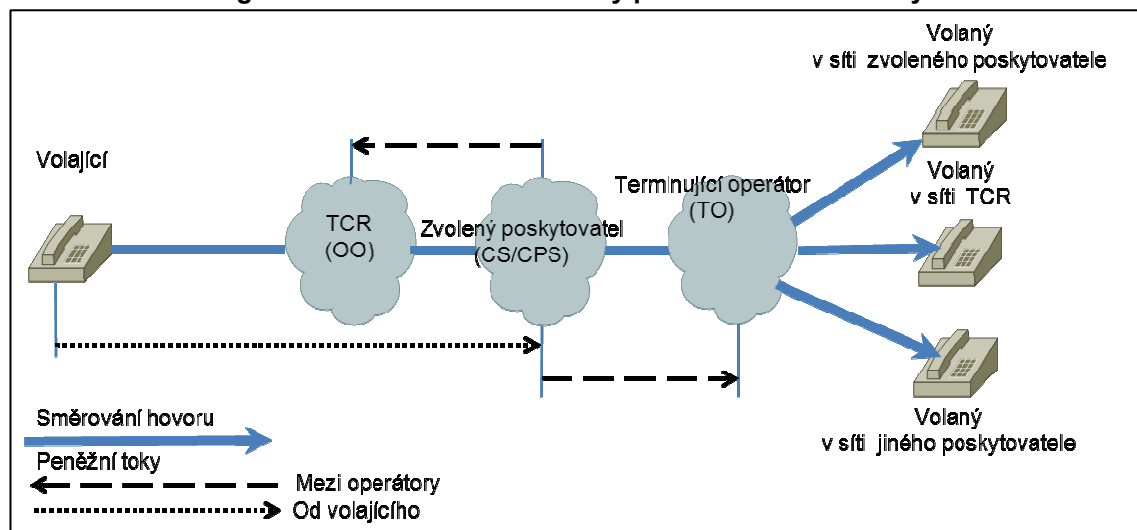 Volaný
v síti zvoleného poskytovatele
Volající
TCR
(OO)
Zvolený poskytovatel
(CS/CPS)
Terminující operátor
(TO)
Volaný
v síti TCR
Volaný
v síti jiného poskytovatele
Směrování hovoru
Peněžní toky
Mezi operátory
Od volajícího